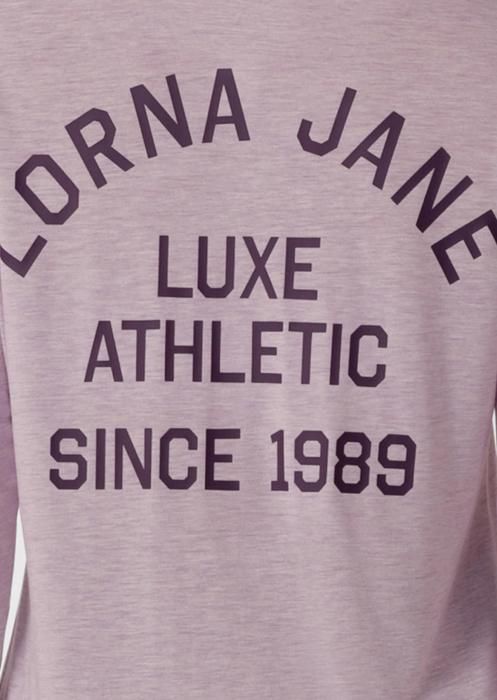 LORNA JANE
LUXE
ATHLETIC
SINCE 1989